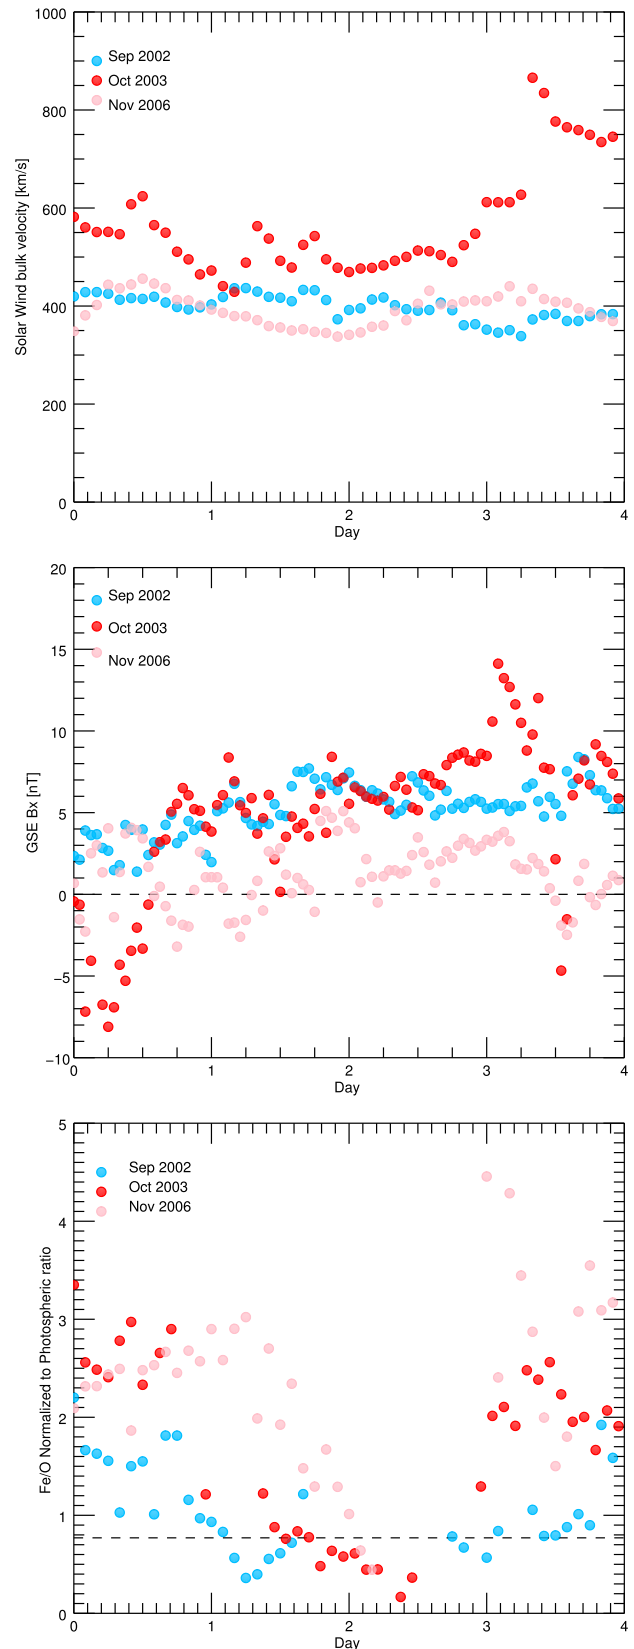 1000
Sep 2002
Oct 2003
Nov 2006
800
600
400
200
0
Solar Wind bulk velocity [km/s]
0 1 2 3 4
Day
20
Sep 2002
Oct 2003
Nov 2006
15
10
5
0
−5
−10
GSE Bx [nT]
0 1 2 3 4
Day
5
Sep 2002
Oct 2003
Nov 2006
4
3
2
1
0
Fe/O Normalized to Photospheric ratio
0 1 2 3 4
Day